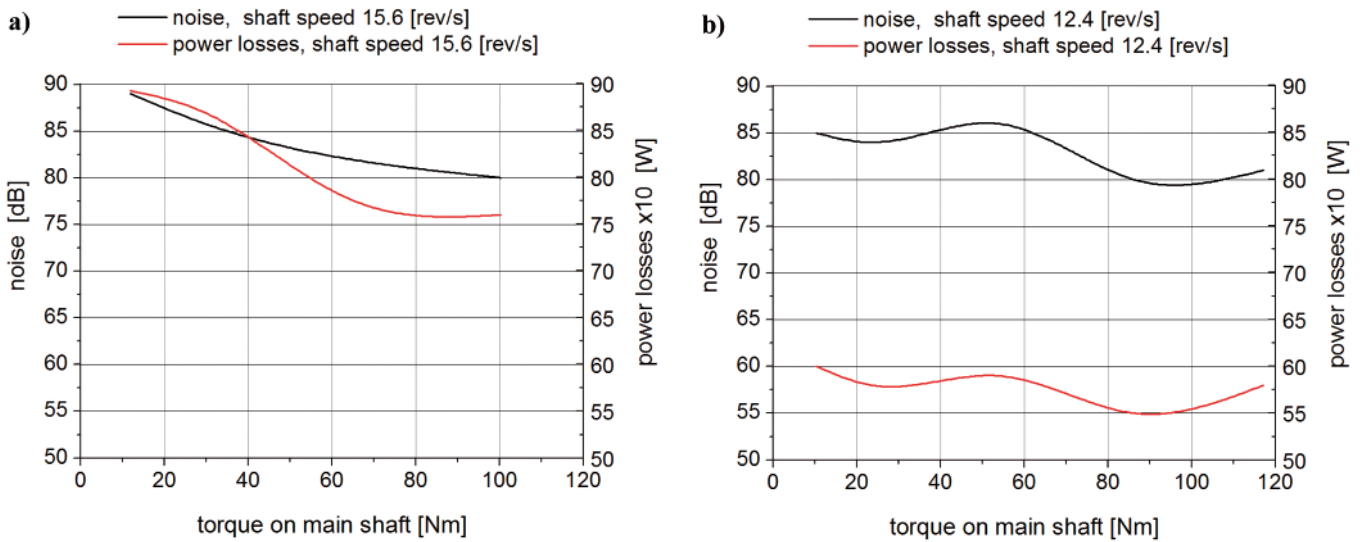 a)
noise, shaft speed 15.6 [rev/s]
power losses, shaft speed 15.6 [rev/s]
90
85
80
75
70
65
60
55
50
noise [dB]
90
85
80
75
70
65
60
55
50
power losses x10 [W]
0 20 40 60 80 100 120
torque on main shaft [Nm]
b)
noise, shaft speed 12.4 [rev/s]
power losses, shaft speed 12.4 [rev/s]
90
85
80
75
70
65
60
55
50
noise [dB]
90
85
80
75
70
65
60
55
50
power losses x10 [W]
0 20 40 60 80 100 120
torque on main shaft [Nm]